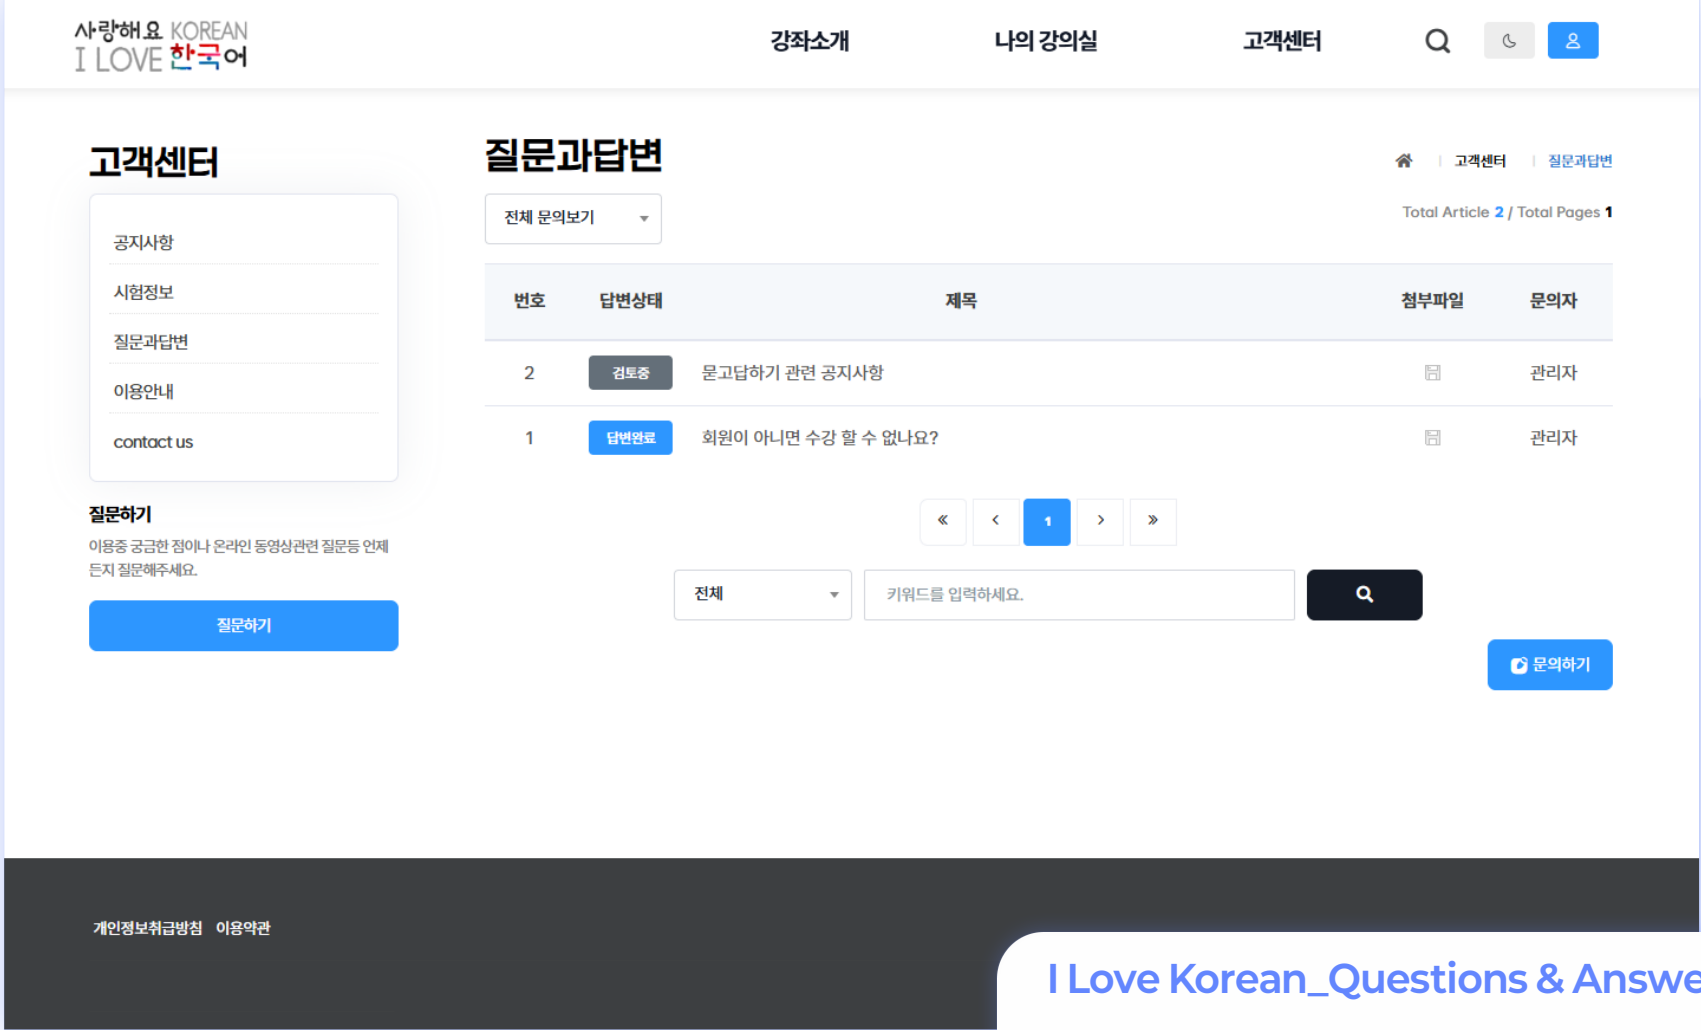 사랑해요 KOREAN
I LOVE 한국어
강좌소개 나의 강의실 고객센터
고객센터
공지사항
시험정보
질문과답변
이용안내
contact us
질문하기
이용중 궁금한 점이나 온라인 동영상관련 질문등 언제
든지 질문해주세요.
질문하기
질문과답변
고객센터 질문과답변
전체 문의보기
Total Article 2 / Total Pages 1
번호 답변상태 제목 첨부파일 문의자
2 검토중 묻고답하기 관련 공지사항 관리자
1 답변완료 회원이 아니면 수강 할 수 없나요? 관리자
« ‹ 1 › »
전체 키워드를 입력하세요.
문의하기
개인정보취급방침 이용약관
I Love Korean_Questions & Answe